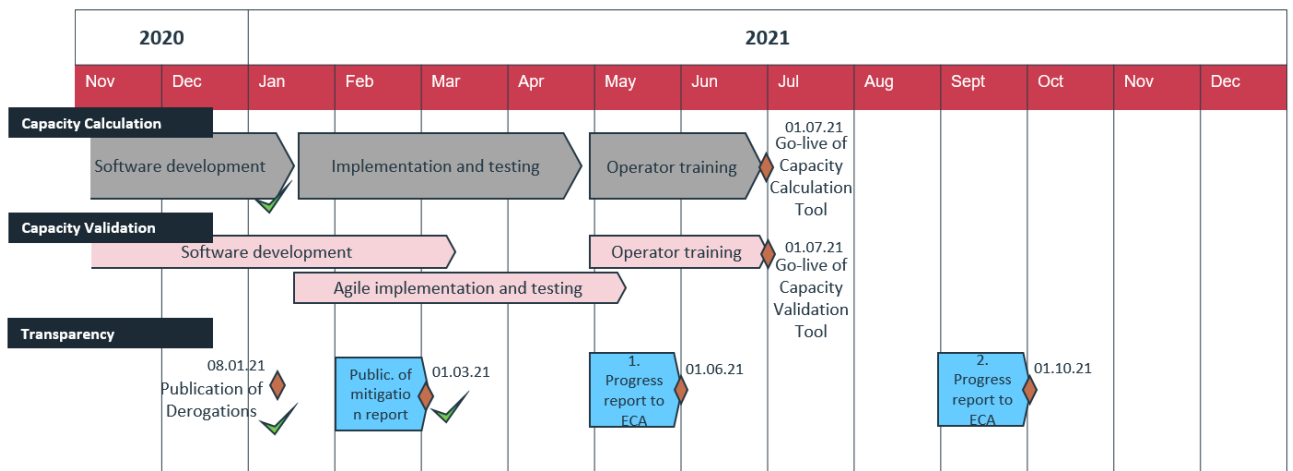 2020
2021
Nov
Dec
Jan
Feb
Mar
Apr
May
Jun
Jul
Aug
Sept
Oct
Nov
Dec
Capacity Calculation
Software development
Implementation and testing
Operator training
01.07.21
Go-live of
Capacity
Calculation
Tool
Capacity Validation
Software development
Operator training
Agile implementation and testing
01.07.21
Go-live of
Capacity
Validation
Tool
Transparency
08.01.21
Publication of
Derogations
Public. of
mitigatio
n report
01.03.21
1.
Progress
report to
ECA
01.06.21
2.
Progress
report to
ECA
01.10.21